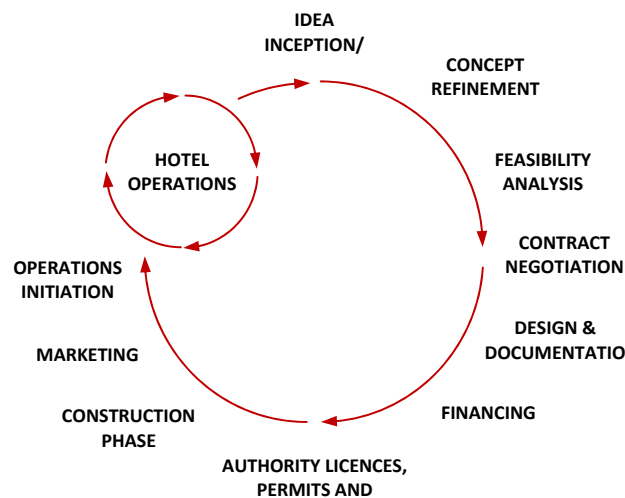 IDEA
INCEPTION/
CONCEPT
REFINEMENT
FEASIBILITY
ANALYSIS
CONTRACT
NEGOTIATION
DESIGN &
DOCUMENTATIO
FINANCING
AUTHORITY LICENCES,
PERMITS AND
CONSTRUCTION
PHASE
MARKETING
OPERATIONS
INITIATION
HOTEL
OPERATIONS